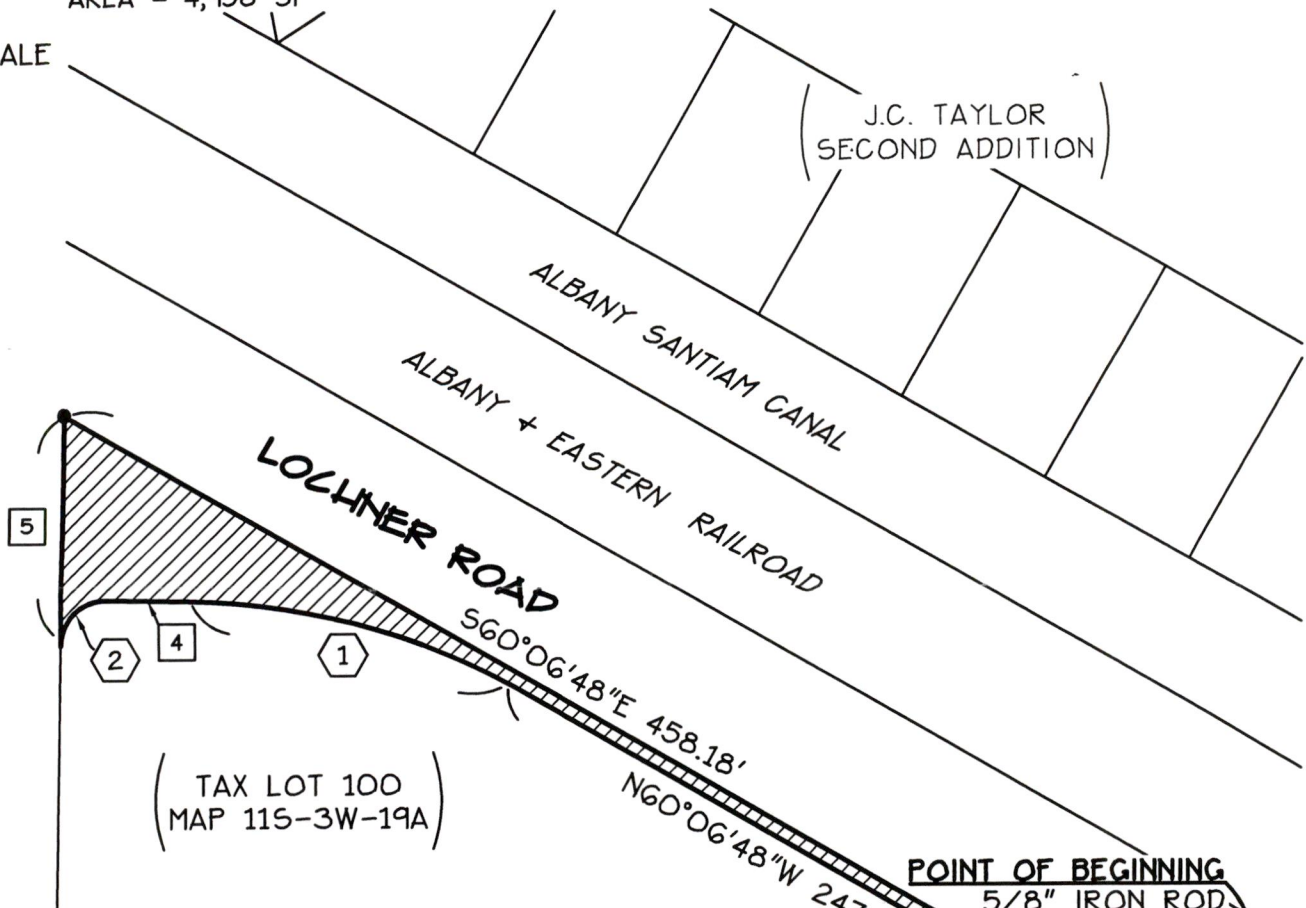 ALE
J.C. TAYLOR
SECOND ADDITION
ALBANY SANTIAM CANAL
ALBANY + EASTERN RAILROAD
LOCHNER ROAD
5
2
4
1
S60°06'48"E 458.18'
N60°06'48"W 247
TAX LOT 100
MAP 11S-3W-19A
POINT OF BEGINNING
5/8" IRON ROD